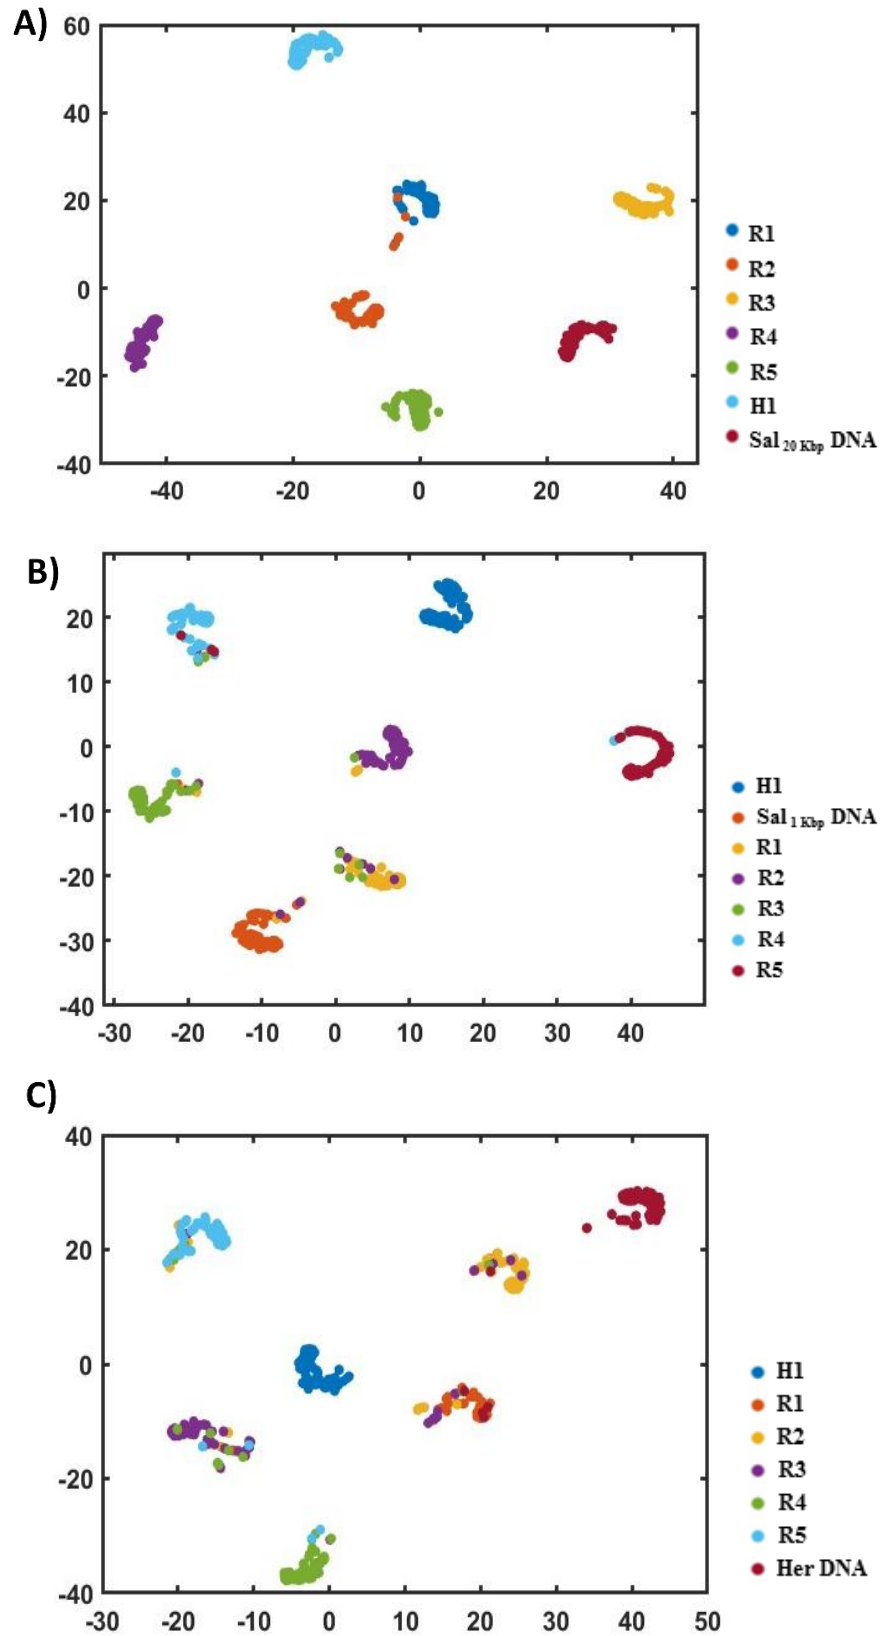 A)
60
40
20
0
-20
-40
-40 -20 0 20 40
R1
R2
R3
R4
R5
H1
Sal 20 Kbp DNA
B)
20
10
0
-10
-20
-30
-40
-30 -20 -10 0 10 20 30 40
H1
Sal 1 Kbp DNA
R1
R2
R3
R4
R5
C)
40
20
0
-20
-40
-30 -20 -10 0 10 20 30 40 50
H1
R1
R2
R3
R4
R5
Her DNA